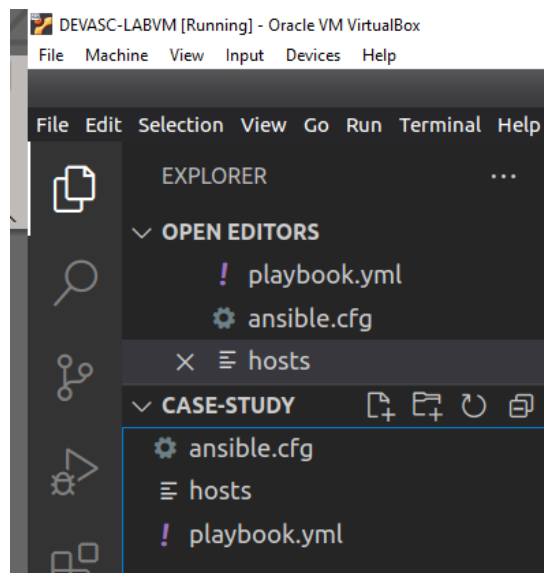 DEVASC-LABVM [Running] - Oracle VM VirtualBox
File Machine View Input Devices Help
File Edit Selection View Go Run Terminal Help
EXPLORER
OPEN EDITORS
! playbook.yml
ansible.cfg
hosts
CASE-STUDY
ansible.cfg
hosts
! playbook.yml